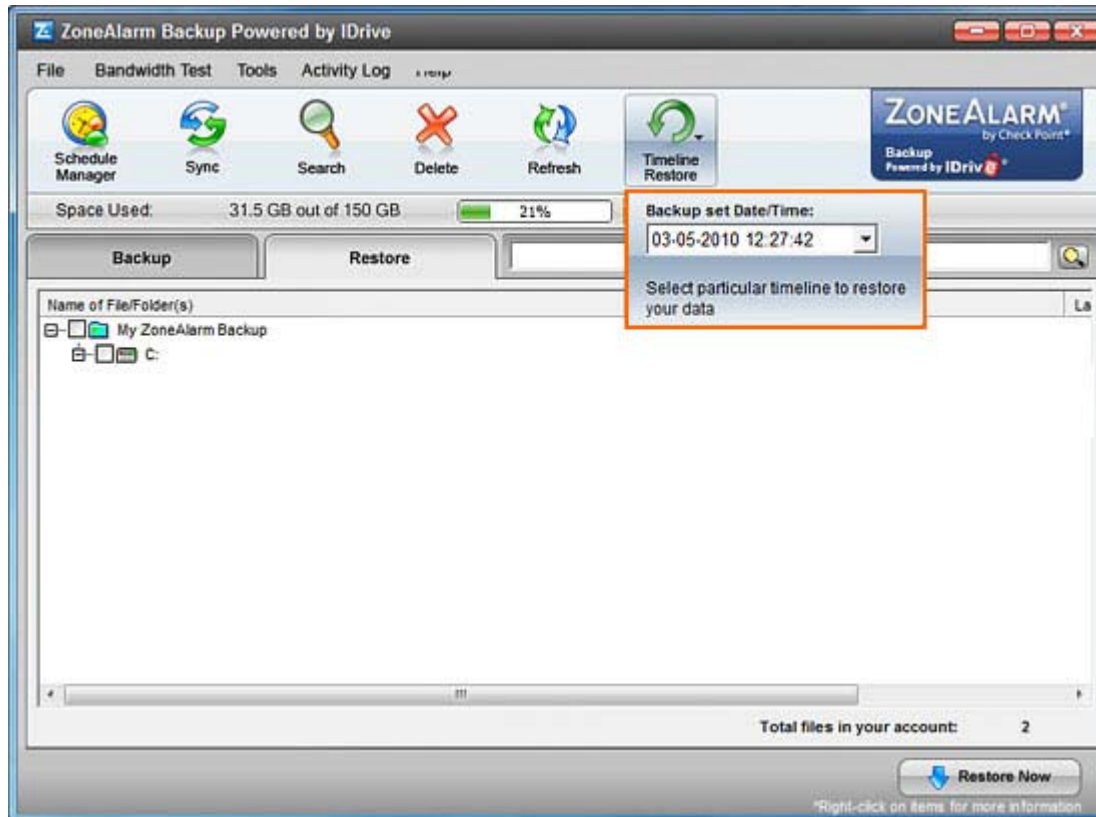 ZoneAlarm Backup Powered by IDrive
File Bandwidth Test Tools Activity Log
Schedule Manager
Sync
Search
Delete
Refresh
Timeline Restore
ZONEALARM®
by Check Point®
Backup
Powered by IDrive
Space Used: 31.5 GB out of 150 GB 21%
Backup set Date/Time:
03-05-2010 12:27:42
Select particular timeline to restore
your data
Backup Restore
Name of File/Folder(s) La
My ZoneAlarm Backup
C:
Total files in your account: 2
Restore Now
*Right-click on items for more information